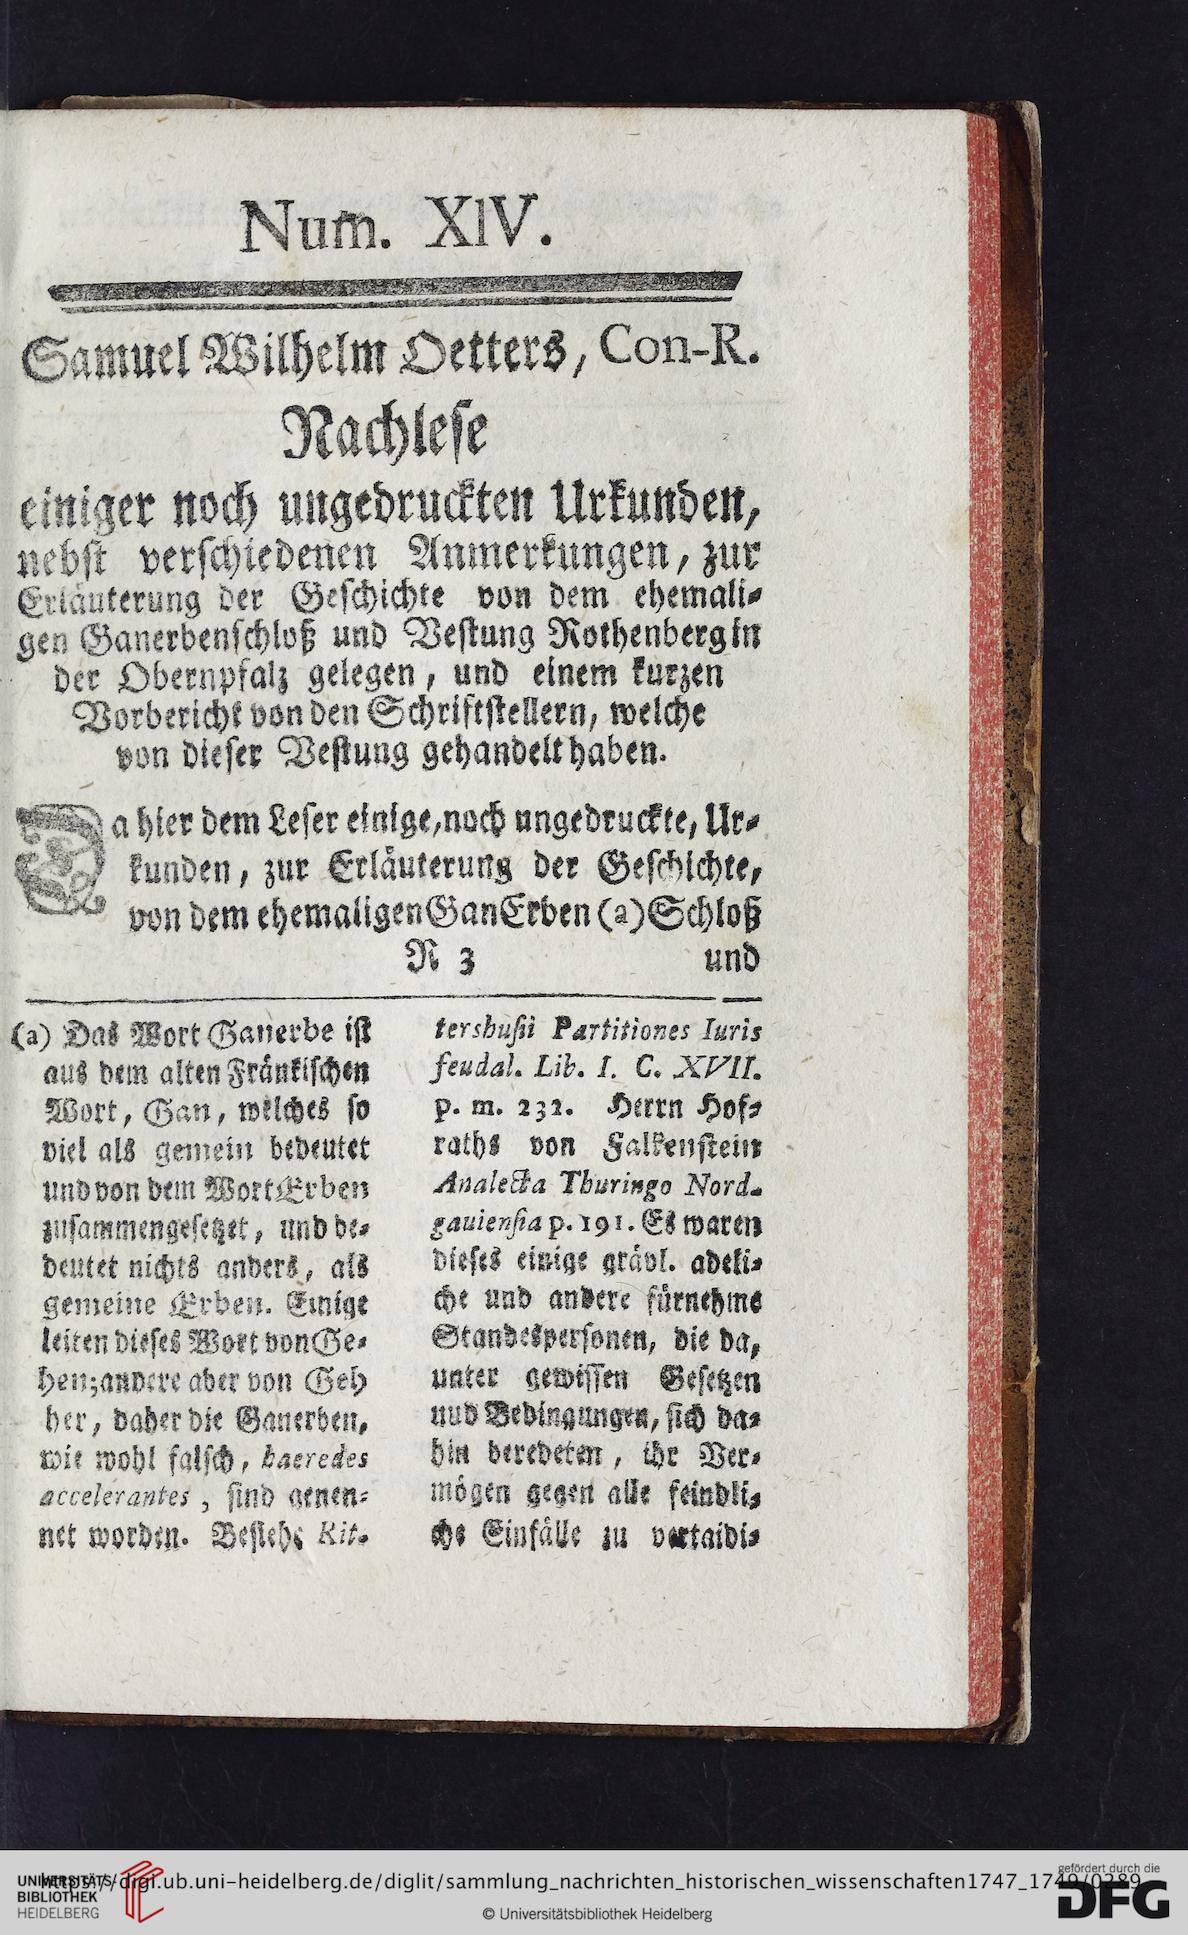 Num. XIV.
Samuel Wilhelm Oetters, Con-R.
Nachlese
einiger noch ungedruckten Urkunden,
nebst verschiedenen Anmerkungen, zur
Erläuterung der Geschichte von dem ehemali-
gen Ganerbenschloß und Vestung Rothenberg in
der Obernpfalz gelegen, und einem kurzen
Vorbericht von den Schriftstellern, welche
von dieser Vestung gehandelt haben.
Da hier dem Leser einige, noch ungedruckte, Ur-
kunden, zur Erläuterung der Geschichte,
von dem ehemaligen GanErben (a) Schloß
R 3 und
(a) Das Wort Ganerbe ist
aus dem alten Fränkischen
Wort, Gan, welches so
viel als gemein bedeutet
und von dem Wort Erben
zusammengesetzet, und be-
deutet nichts anders, als
gemeine Erben. Einige
leiten dieses Wort von Ge-
hen; andere aber von Geh
her, daher die Ganerben,
wie wohl falsch, haeredes
accelerantes, sind genen-
net worden. Besiehe Rit-
tershusii Partitiones Iuris
feudal. Lib. I. C. XVII.
p. m. 232. Herrn Hof-
raths von Falkenstein
Analecta Thuringo Nord-
gauiensia p. 191. Es waren
dieses einige grävl. adeli-
che und andere fürnehme
Standespersonen, die da,
unter gewissen Gesetzen
nud Bedingungen, sich da-
hin beredeten, ihr Ver-
mögen gegen alle feindli-
che Einfälle zu vertaidi-
UNIVERSITÄTS-
BIBLIOTHEK
HEIDELBERG
https://digi.ub.uni-heidelberg.de/diglit/sammlung_nachrichten_historischen_wissenschaften1747_1749/0289
© Universitätsbibliothek Heidelberg
gefördert durch die
DFG